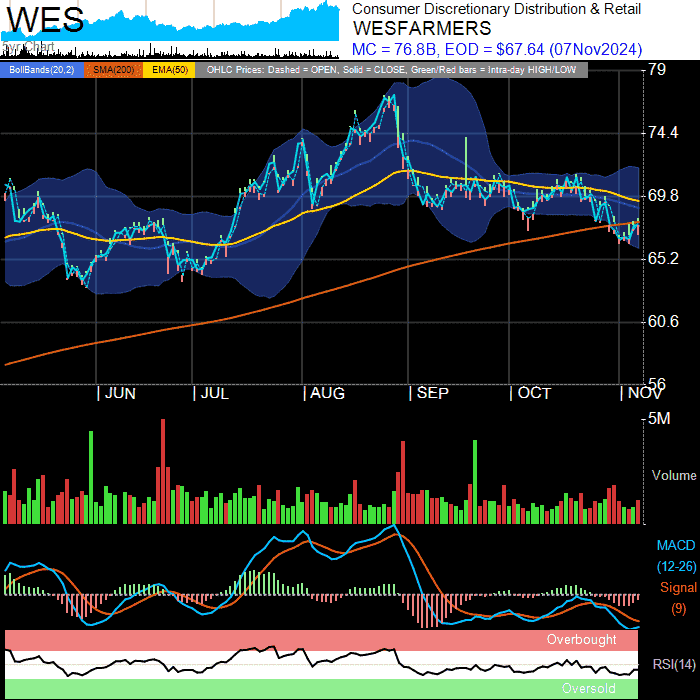 WES
5yr Chart
Consumer Discretionary Distribution & Retail
WESFARMERS
MC = 76.8B, EOD = $67.64 (07Nov2024)
BollBands(20,2) SMA(200) EMA(50) OHLC Prices: Dashed = OPEN, Solid = CLOSE, Green/Red bars = Intra-day HIGH/LOW
79
74.4
69.8
65.2
60.6
56
JUN JUL AUG SEP OCT NOV
5M
Volume
MACD
(12-26)
Signal
(9)
Overbought
RSI(14)
Oversold